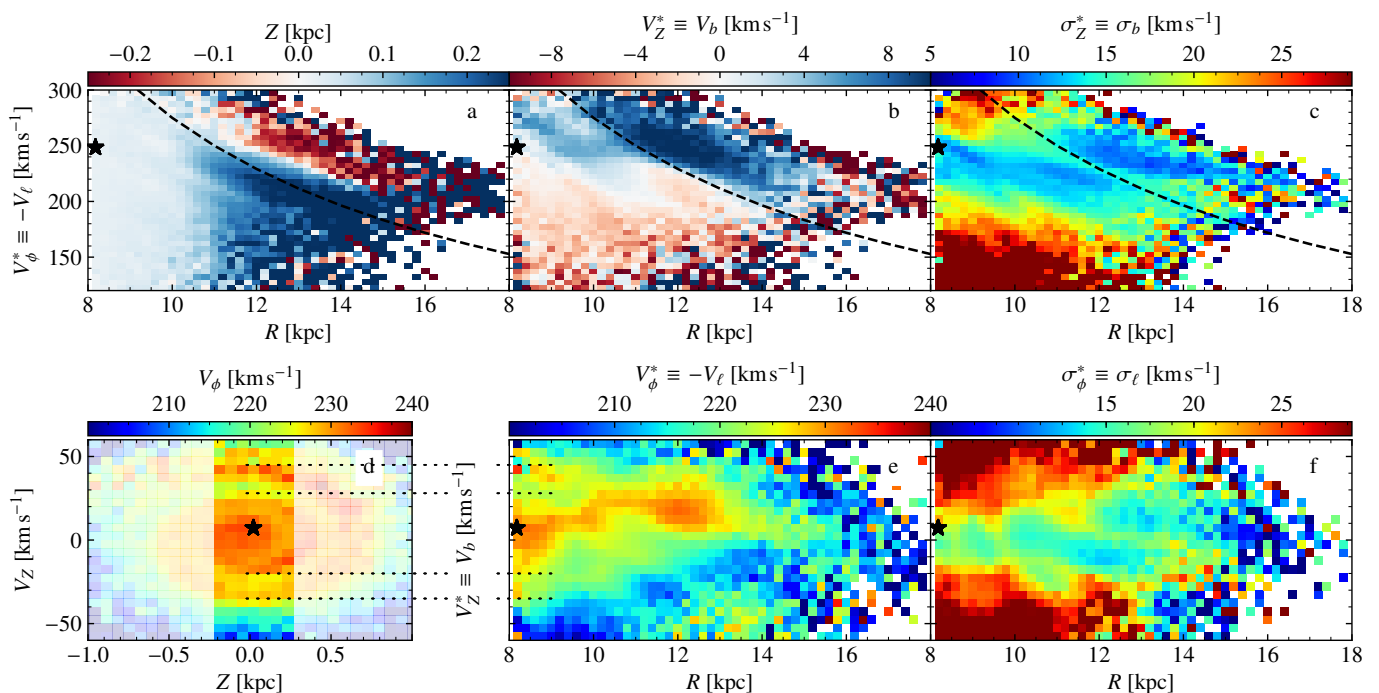 Z [kpc]
−0.2 −0.1 0.0 0.1 0.2
V*_Z ≡ V_b [km s⁻¹]
−8 −4 0 4 8
σ*_Z ≡ σ_b [km s⁻¹]
5 10 15 20 25
V*_ϕ ≡ −V_ℓ [km s⁻¹]
300
250
200
150
a
b
c
8 10 12 14 16 8 10 12 14 16 8 10 12 14 16 18
R [kpc] R [kpc] R [kpc]
V_ϕ [km s⁻¹]
210 220 230 240
V*_ϕ ≡ −V_ℓ [km s⁻¹]
210 220 230 240
σ*_ϕ ≡ σ_ℓ [km s⁻¹]
15 20 25
V_Z [km s⁻¹]
50
0
−50
d
V*_Z ≡ V_b [km s⁻¹]
e
f
−1.0 −0.5 0.0 0.5
8 10 12 14 16 8 10 12 14 16 18
Z [kpc] R [kpc] R [kpc]